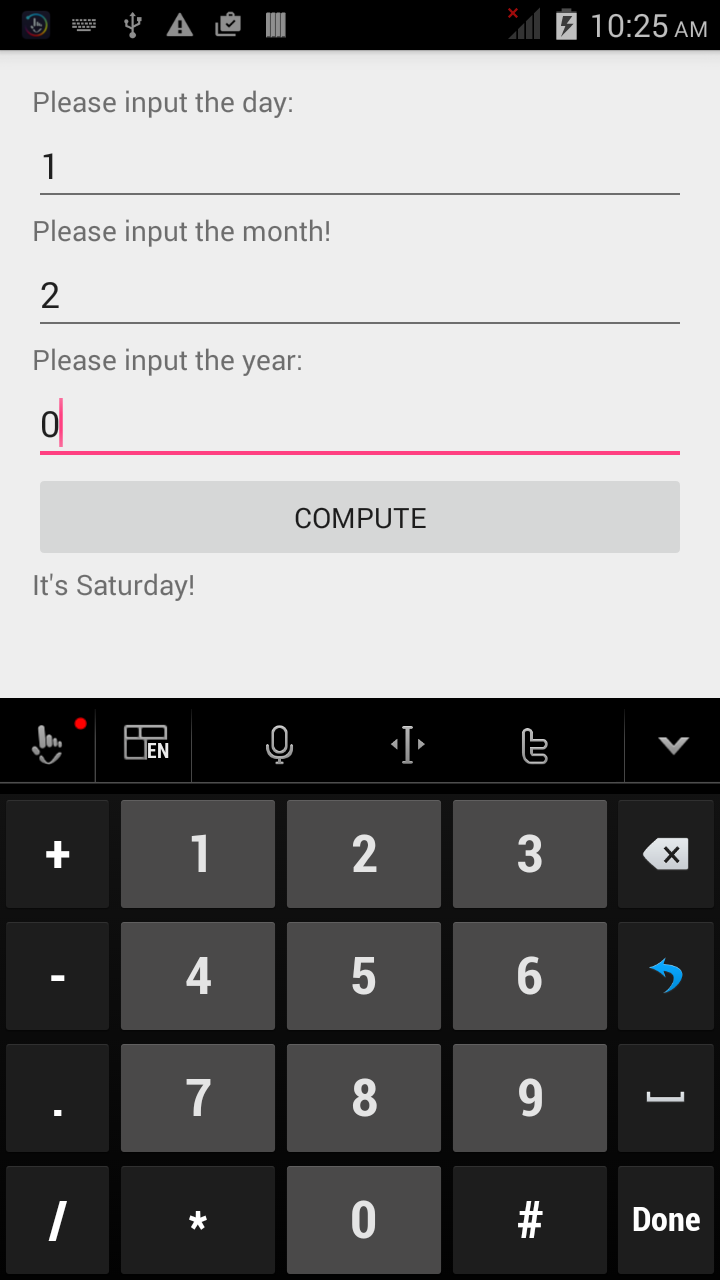 10:25 AM
Please input the day:
1
Please input the month!
2
Please input the year:
0
COMPUTE
It's Saturday!
EN
+ 1 2 3
- 4 5 6
. 7 8 9
/ * 0 # Done